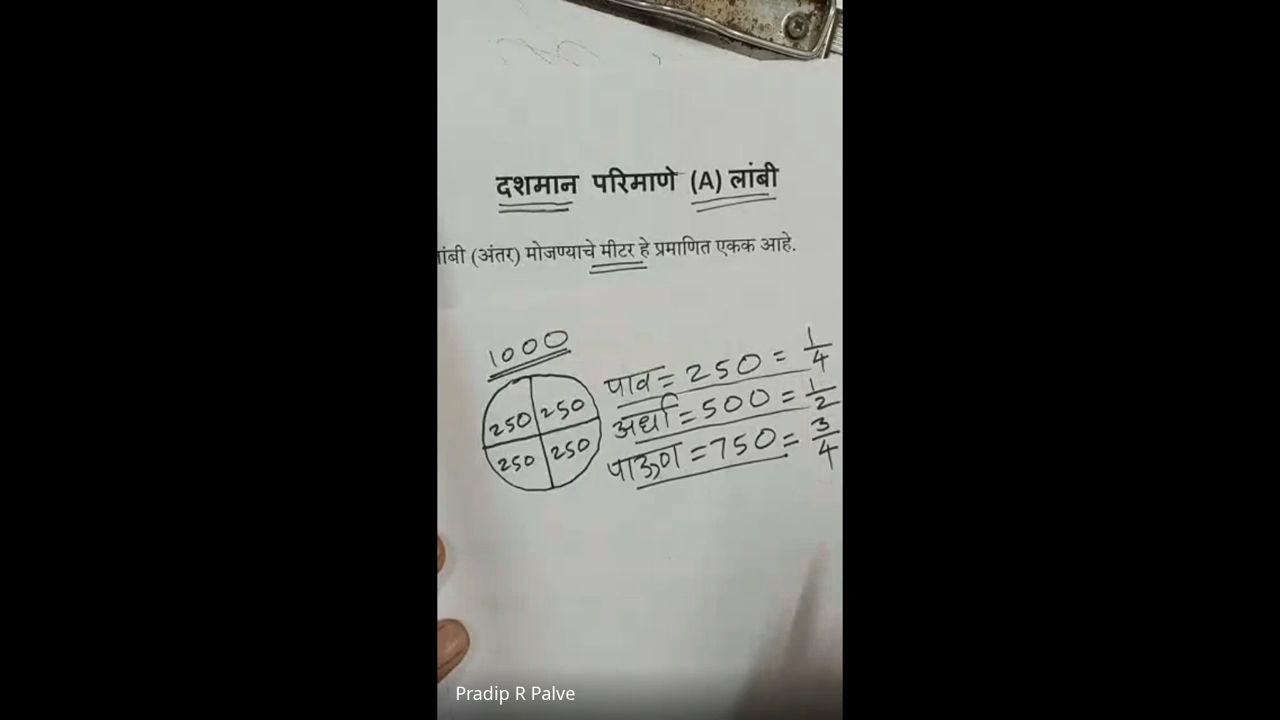 दशमान परिमाणे (A) लांबी
लांबी (अंतर) मोजण्याचे मीटर हे प्रमाणित एकक आहे.
1000
250 250
250 250
पाव = 250 = 1/4
अर्धा = 500 = 1/2
पाऊण = 750 = 3/4
Pradip R Palve